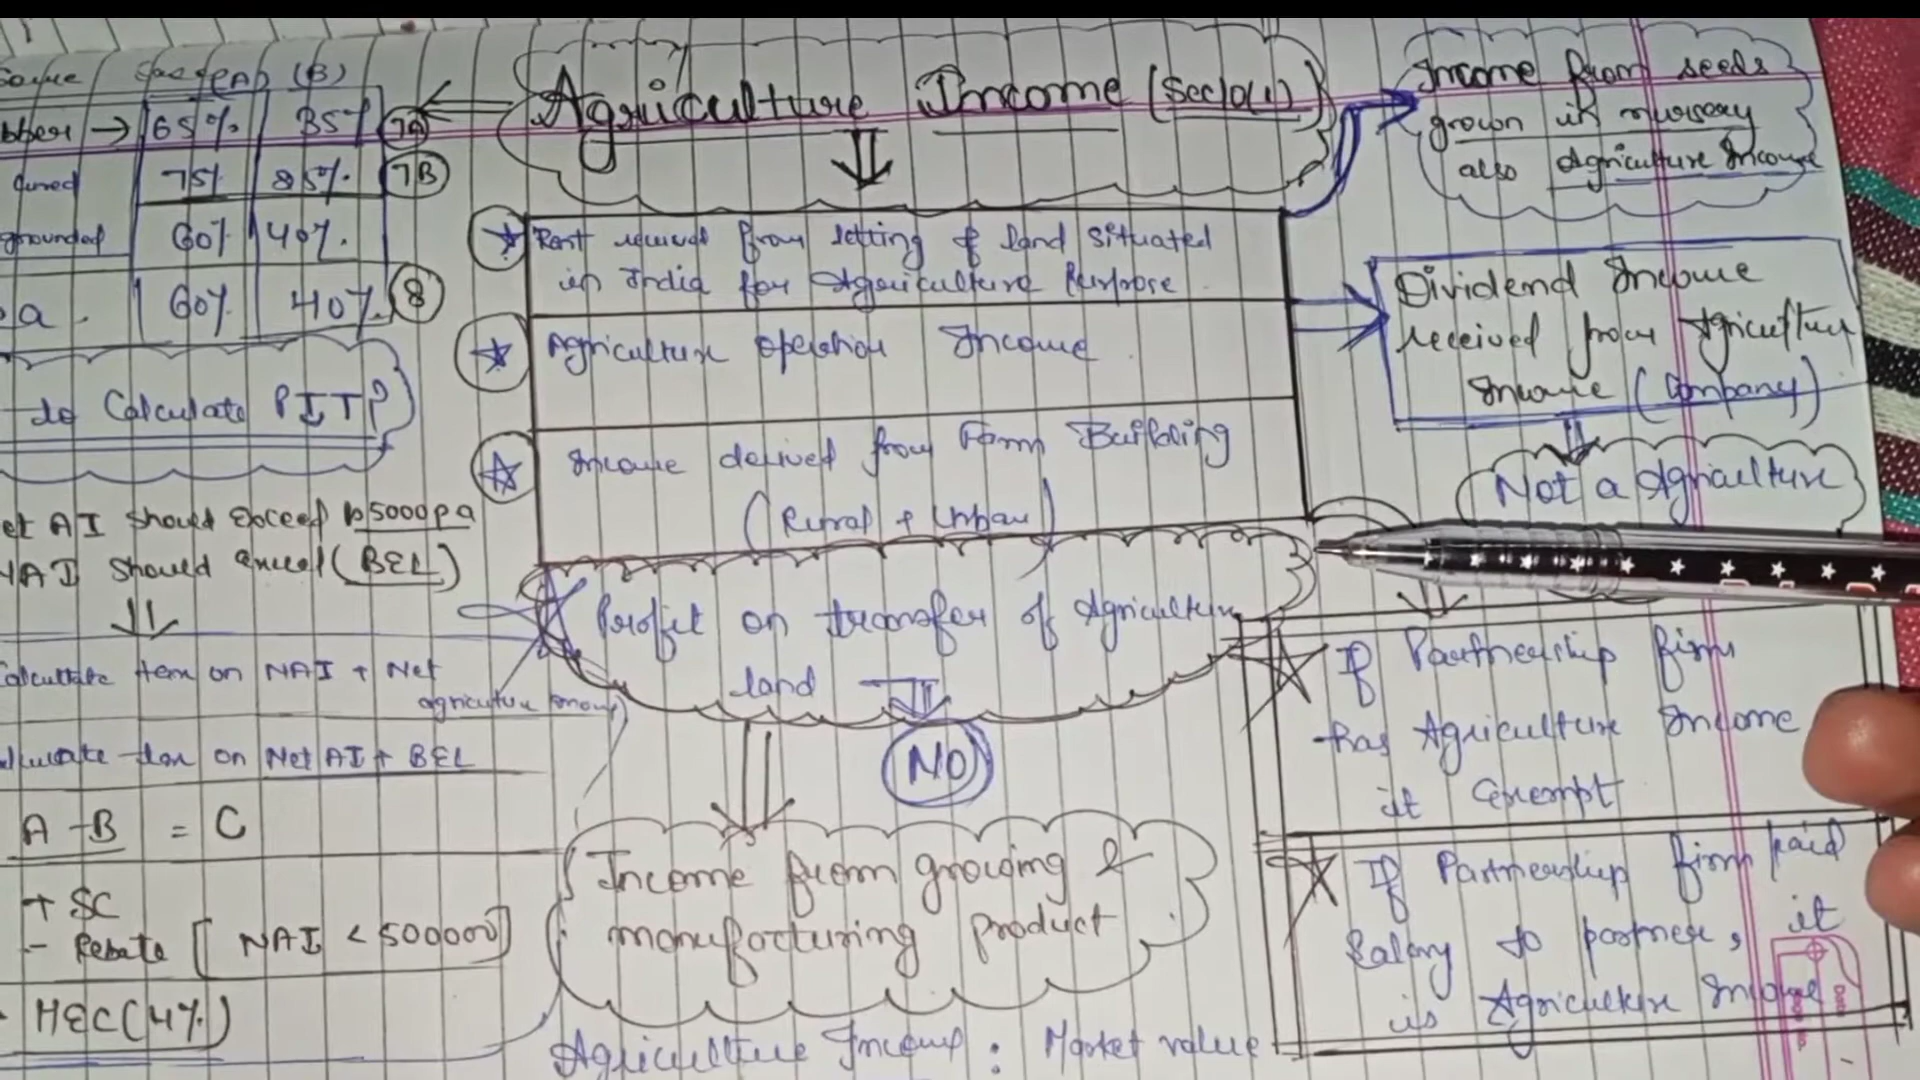 Case (A) (B)
→ 65% 35% 7A
cured 75% 25% 7B
grounded 60% 40%
60% 40% 8
to Calculate PIT?
et AI should exceed 5000 pa
NAI should exceed (BEL)
Calculate tax on NAI + Net
agriculture Income
tax on Net AI + BEL
A - B = C
+ SC
- Rebate [NAI < 500000]
HEC (4%)
Agriculture Income (Sec10(1))
Rent received from letting of land situated
in India for Agriculture Purpose
Agriculture operation Income
Income derived from Farm Building
(Rural + Urban)
Profit on transfer of Agriculture
land
NO
Income from growing &
manufacturing product
Agriculture Income : Market value
Income from seeds
grown in nursery
also Agriculture Income
Dividend Income
received from Agriculture
Income (Company)
Not a Agriculture
If Partnership firm
has Agriculture Income
it Exempt
If Partnership firm paid
Salary to partner, it
is Agriculture Income